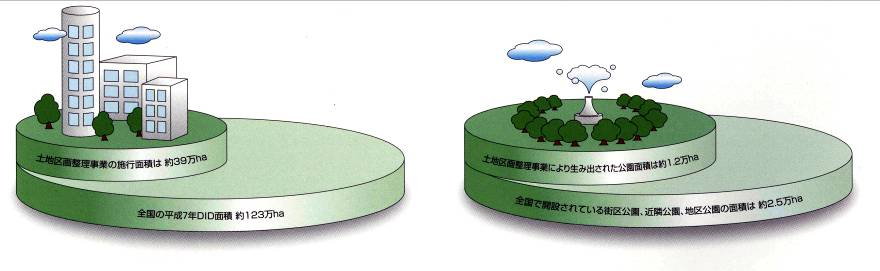 土地区画整理事業の施行面積は 約39万ha
全国の平成7年DID面積 約123万ha
土地区画整理事業により生み出された公園面積は約1.2万ha
全国で開設されている街区公園、近隣公園、地区公園の面積は 約2.5万ha